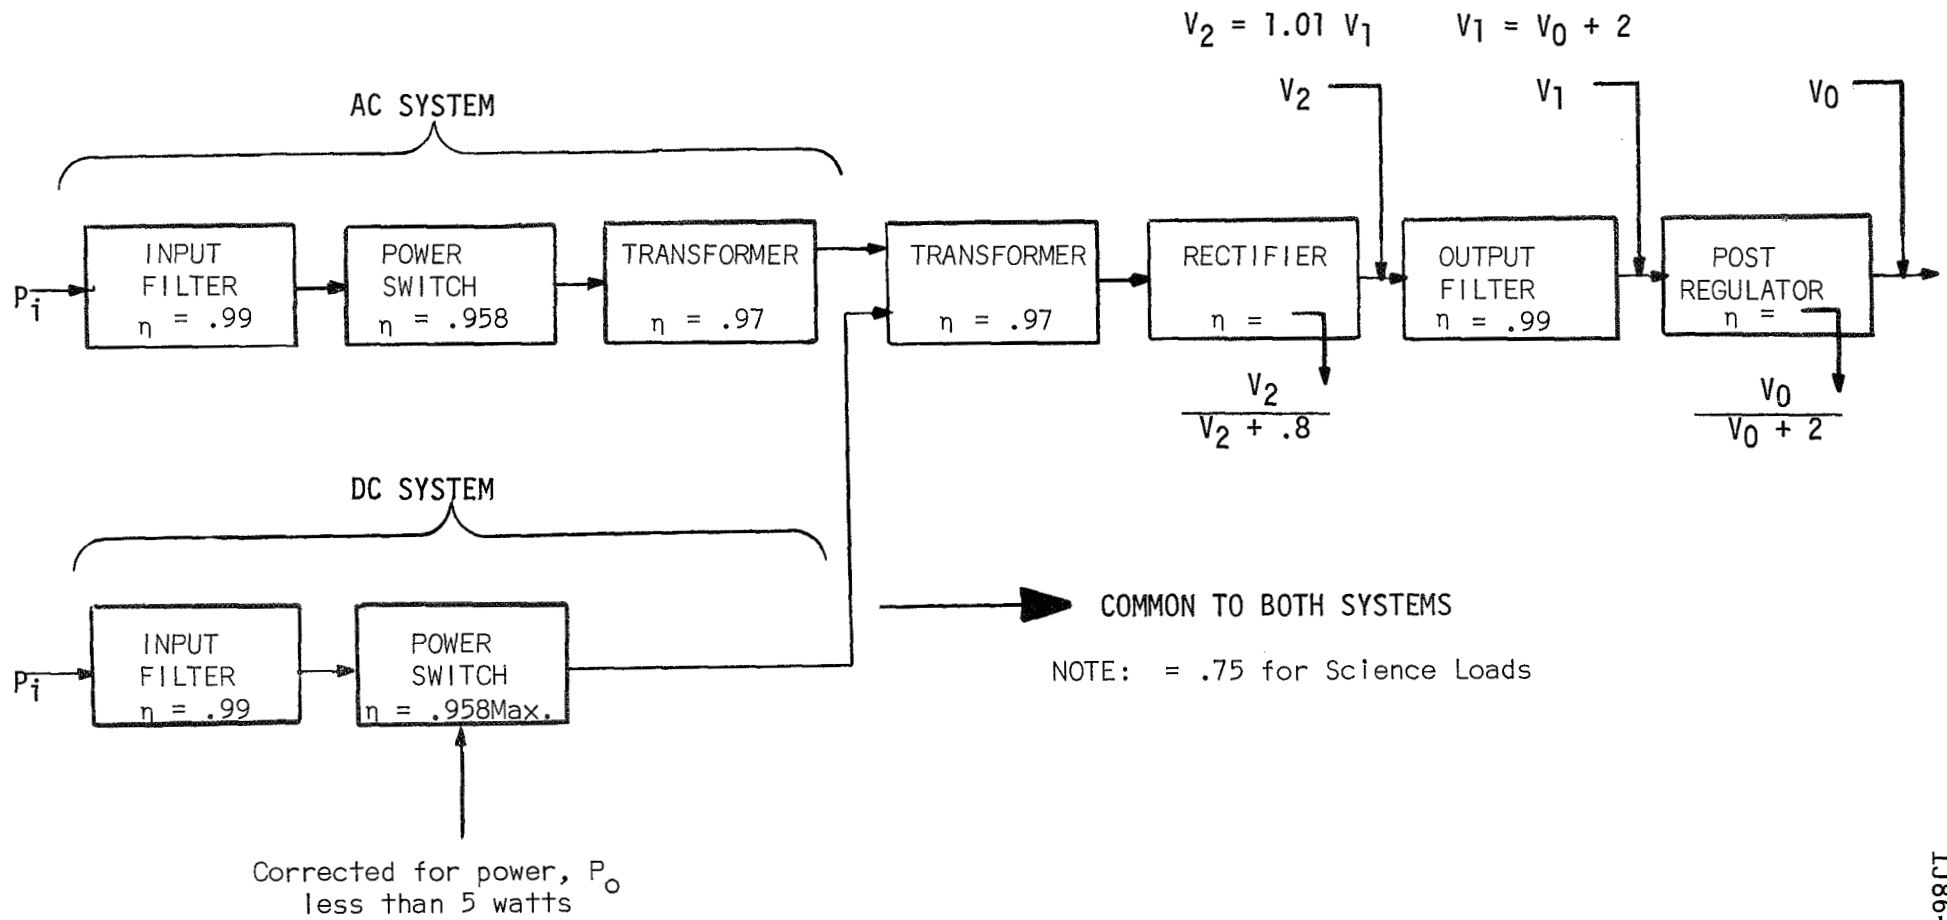 V2 = 1.01 V1
V1 = V0 + 2
V2
V1
V0
AC SYSTEM
Pi
INPUT
FILTER
η = .99
POWER
SWITCH
η = .958
TRANSFORMER
η = .97
TRANSFORMER
η = .97
RECTIFIER
η =
V2
V2 + .8
OUTPUT
FILTER
η = .99
POST
REGULATOR
η =
V0
V0 + 2
DC SYSTEM
Pi
INPUT
FILTER
η = .99
POWER
SWITCH
η = .958Max.
COMMON TO BOTH SYSTEMS
NOTE: = .75 for Science Loads
Corrected for power, Po
less than 5 watts